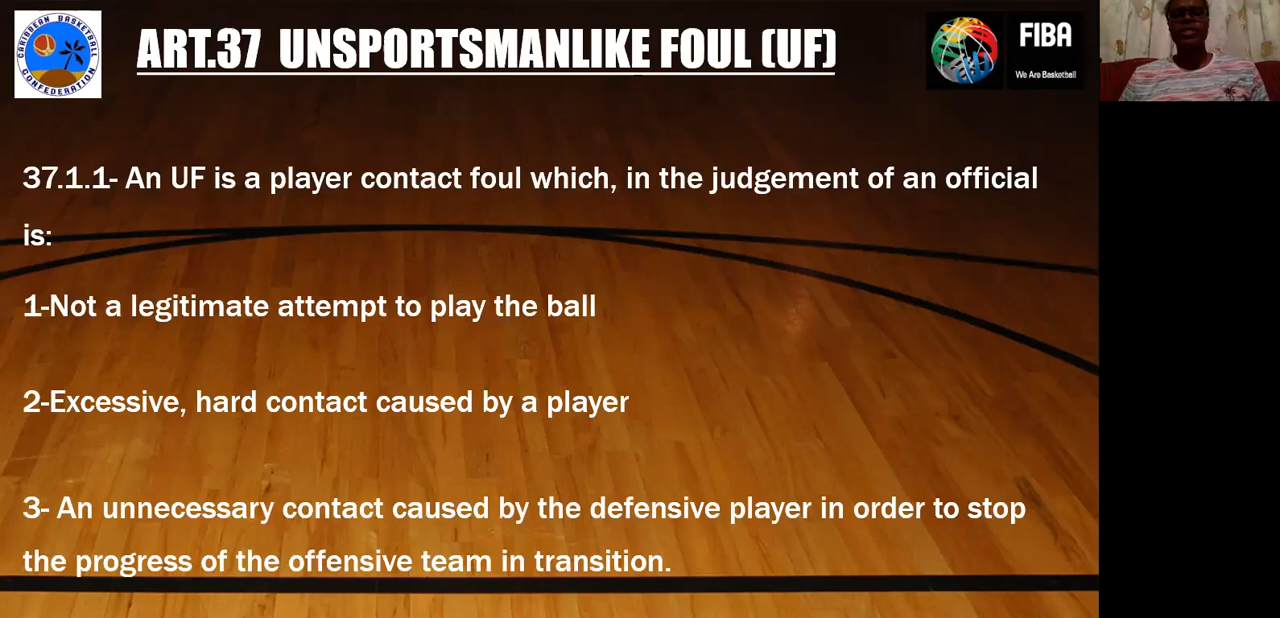 CARIBBEAN BASKETBALL
CONFEDERATION
ART.37 UNSPORTSMANLIKE FOUL (UF)
FIBA
We Are Basketball
37.1.1- An UF is a player contact foul which, in the judgement of an official
is:
1-Not a legitimate attempt to play the ball
2-Excessive, hard contact caused by a player
3- An unnecessary contact caused by the defensive player in order to stop
the progress of the offensive team in transition.